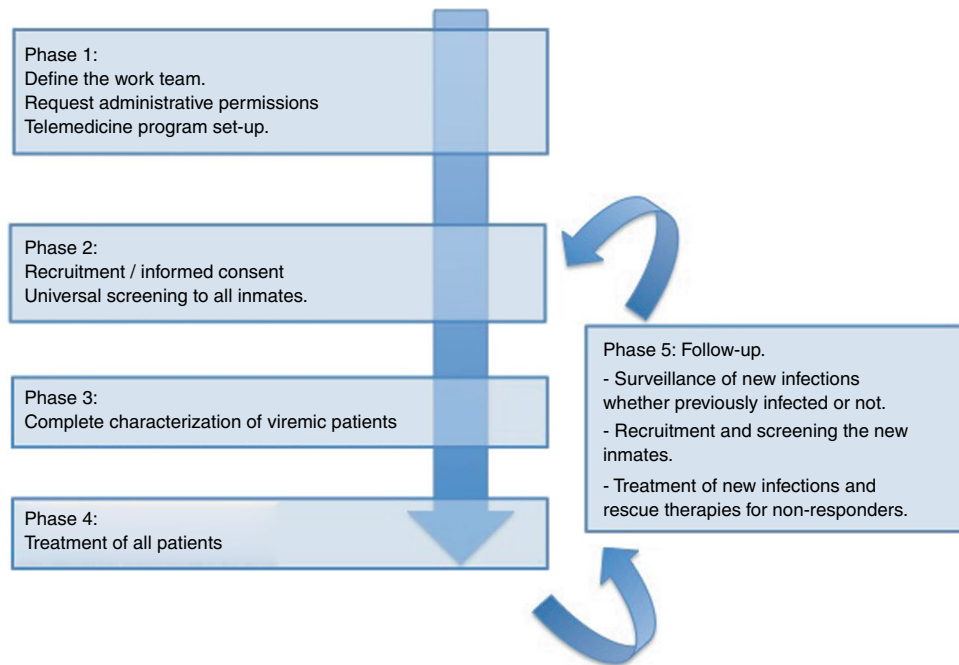 Phase 1:
Define the work team.
Request administrative permissions
Telemedicine program set-up.
Phase 2:
Recruitment / informed consent
Universal screening to all inmates.
Phase 3:
Complete characterization of viremic patients
Phase 4:
Treatment of all patients
Phase 5: Follow-up.
- Surveillance of new infections
whether previously infected or not.
- Recruitment and screening the new
inmates.
- Treatment of new infections and
rescue therapies for non-responders.